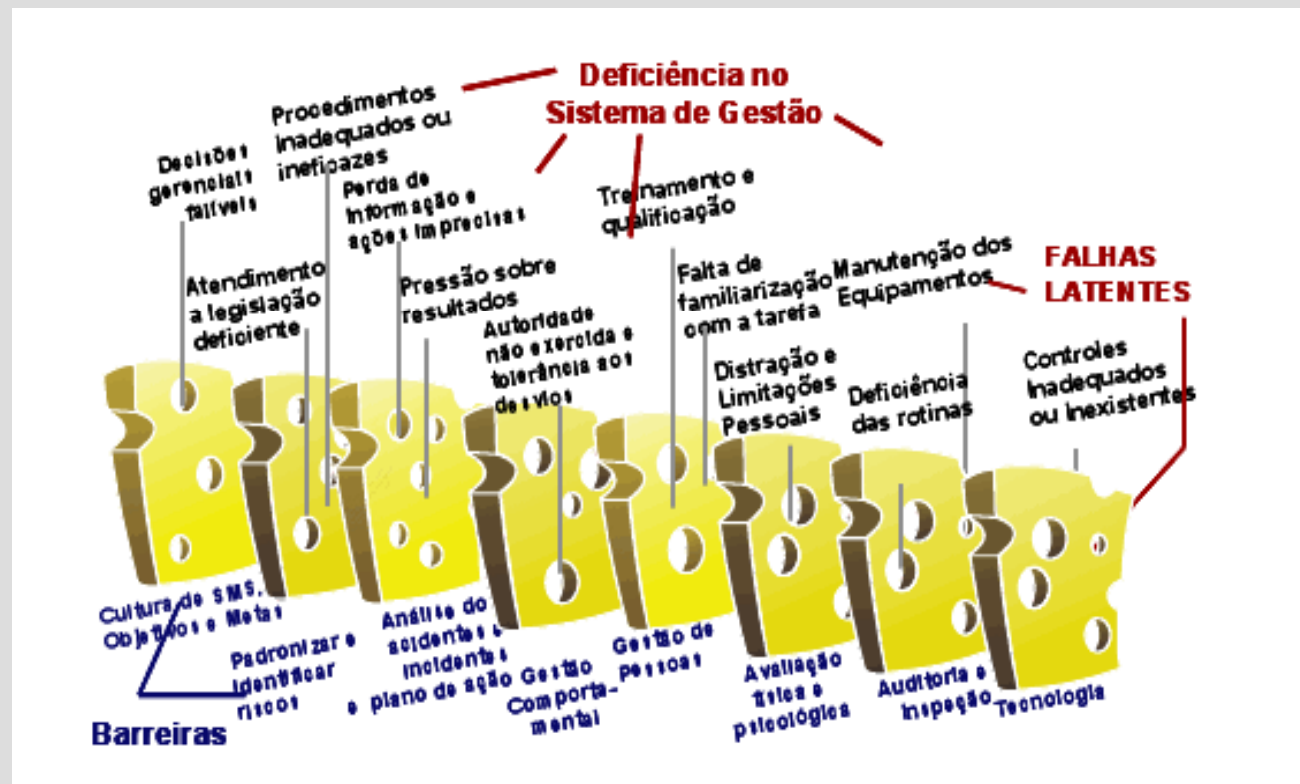 Deficiência no
Sistema de Gestão
Procedimentos
inadequados ou
ineficazes
Decisões
gerenciais
falíveis
Perda de
informação e
ações imprecisas
Treinamento e
qualificação
Atendimento
a legislação
deficiente
Pressão sobre
resultados
Autoridade
não exercida e
tolerância aos
desvios
Falta de
familiarização
com a tarefa
Manutenção dos
Equipamentos
FALHAS
LATENTES
Distração e
Limitações
Pessoais
Deficiência
das rotinas
Controles
Inadequados
ou Inexistentes
Cultura de SMS,
Objetivos e Metas
Padronizar e
identificar
riscos
Análise do
acidentes e
incidentes
e plano de ação
Gestão
Comporta-
mental
Gestão de
Pessoas
Avaliação
física e
psicológica
Auditoria e
Inspeção
Tecnologia
Barreiras